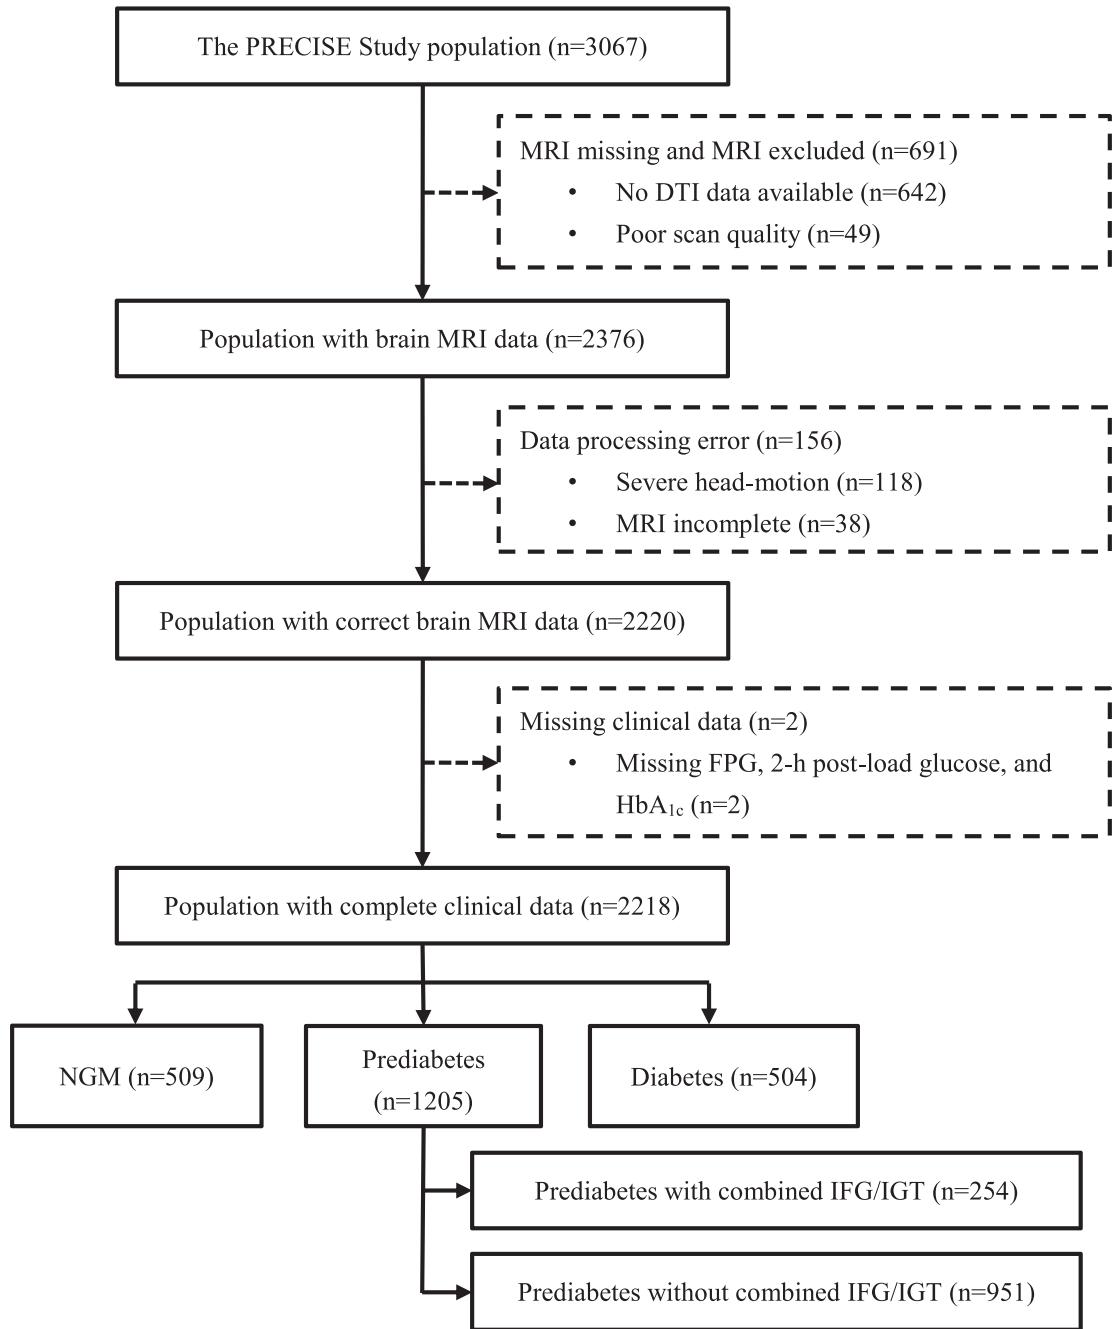 The PRECISE Study population (n=3067)
MRI missing and MRI excluded (n=691)
• No DTI data available (n=642)
• Poor scan quality (n=49)
Population with brain MRI data (n=2376)
Data processing error (n=156)
• Severe head-motion (n=118)
• MRI incomplete (n=38)
Population with correct brain MRI data (n=2220)
Missing clinical data (n=2)
• Missing FPG, 2-h post-load glucose, and
HbA1c (n=2)
Population with complete clinical data (n=2218)
NGM (n=509)
Prediabetes
(n=1205)
Diabetes (n=504)
Prediabetes with combined IFG/IGT (n=254)
Prediabetes without combined IFG/IGT (n=951)